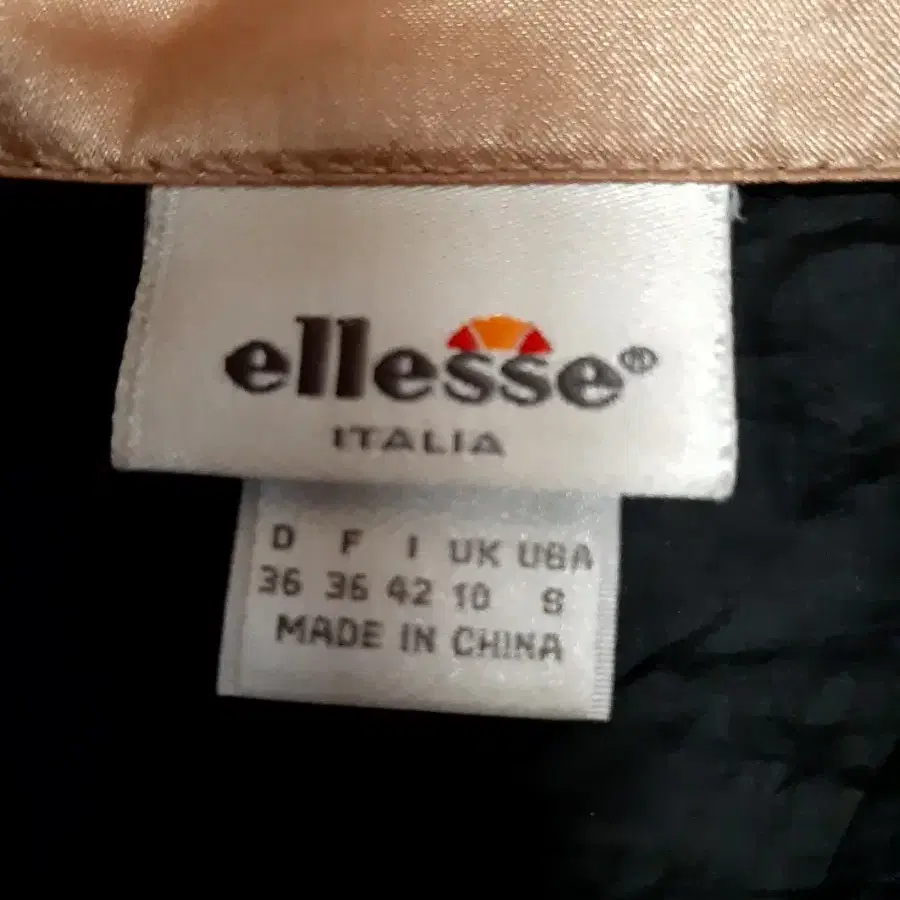 ellesse®
ITALIA
D F I UK USA
36 36 42 10 S
MADE IN CHINA